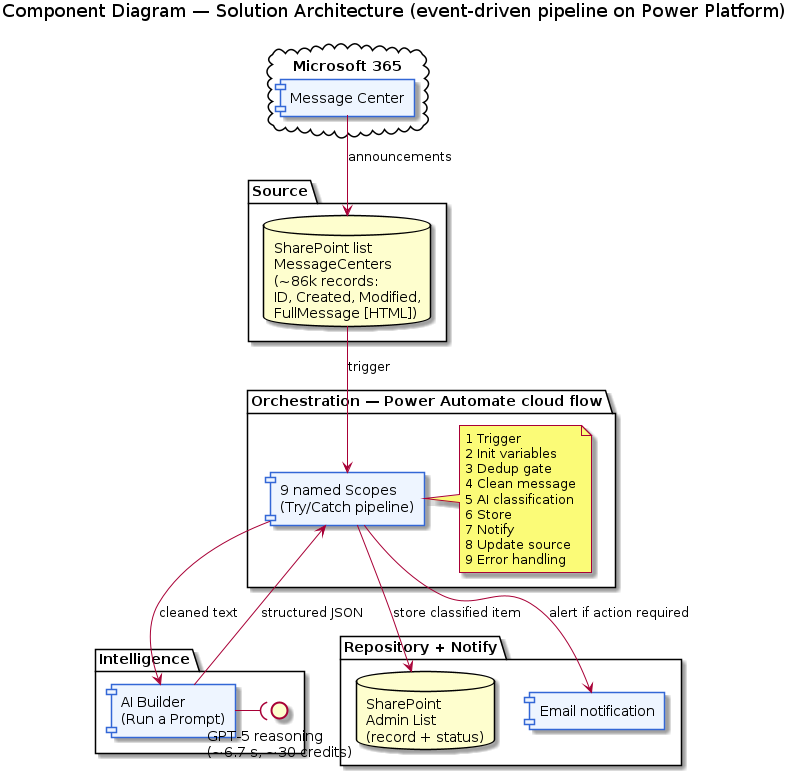 Component Diagram — Solution Architecture (event-driven pipeline on Power Platform)
Microsoft 365
Message Center
announcements
Source
SharePoint list
MessageCenters
(~86k records:
ID, Created, Modified,
FullMessage [HTML])
trigger
Orchestration — Power Automate cloud flow
9 named Scopes
(Try/Catch pipeline)
1 Trigger
2 Init variables
3 Dedup gate
4 Clean message
5 AI classification
6 Store
7 Notify
8 Update source
9 Error handling
cleaned text
structured JSON
store classified item
alert if action required
Intelligence
AI Builder
(Run a Prompt)
GPT-5 reasoning
(~6.7 s, ~30 credits)
Repository + Notify
SharePoint
Admin List
(record + status)
Email notification